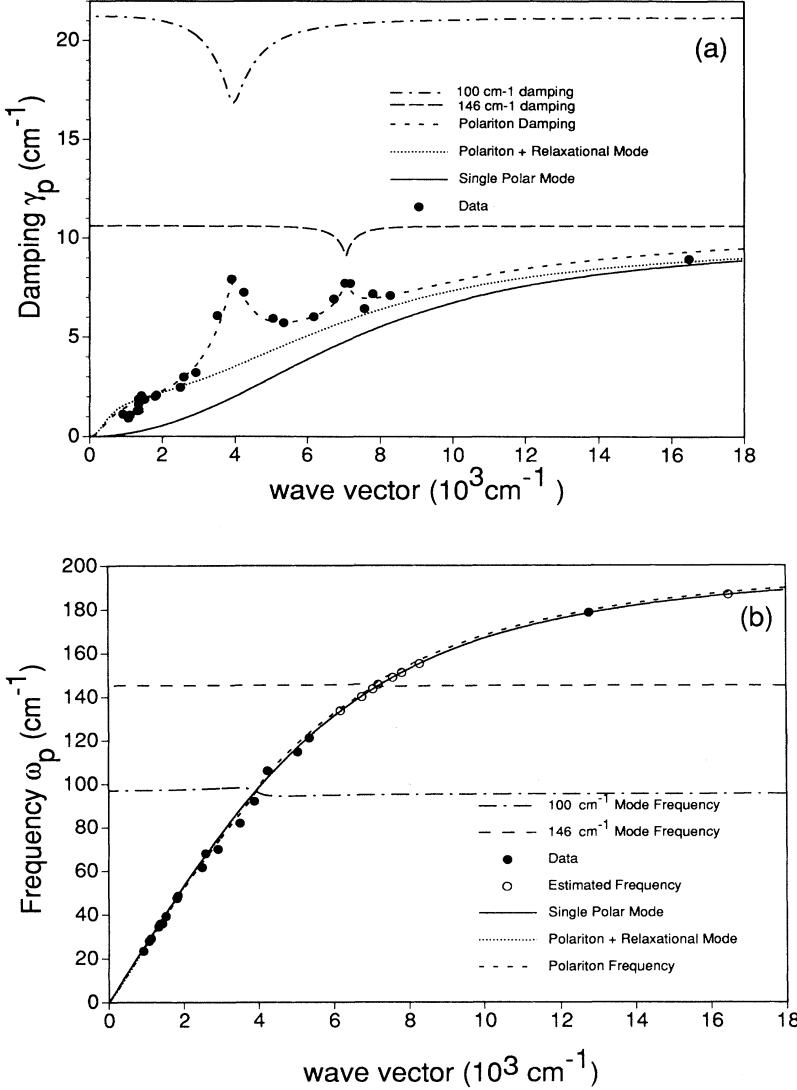 (a)
Damping γp (cm-1)
20
15
10
5
0
100 cm-1 damping
146 cm-1 damping
Polariton Damping
Polariton + Relaxational Mode
Single Polar Mode
Data
0 2 4 6 8 10 12 14 16 18
wave vector (10³cm-1 )
(b)
Frequency ωp (cm-1)
200
180
160
140
120
100
80
60
40
20
0
100 cm-1 Mode Frequency
146 cm-1 Mode Frequency
Data
Estimated Frequency
Single Polar Mode
Polariton + Relaxational Mode
Polariton Frequency
0 2 4 6 8 10 12 14 16 18
wave vector (10³ cm-1)